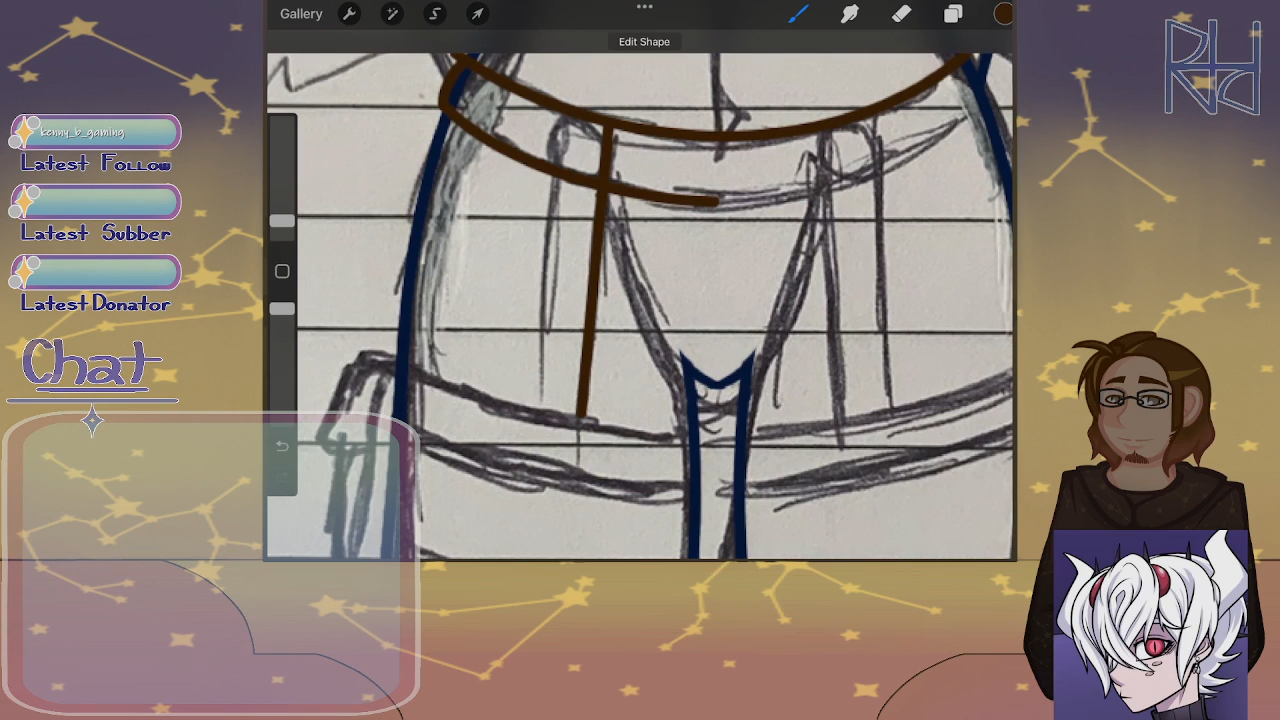 Gallery
Edit Shape
kenny_b_gaming
Latest Follow
Latest Subber
Latest Donator
Chat